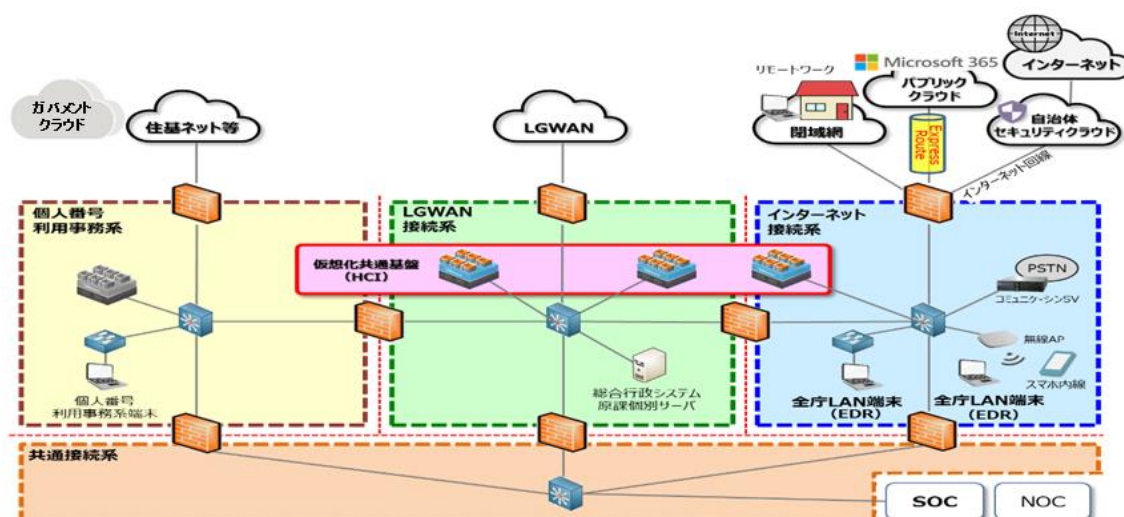 Internet
Microsoft 365
インターネット
リモートワーク
パブリック
クラウド
ガバメント
クラウド
住基ネット等
LGWAN
閉域網
Express
Route
自治体
セキュリティクラウド
インターネット回線
個人番号
利用事務系
LGWAN
接続系
インターネット
接続系
仮想化共通基盤
(HCI)
PSTN
コミュニケーションSV
無線AP
スマホ内線
個人番号
利用事務系端末
総合行政システム
原課個別サーバ
全庁LAN端末
(EDR)
全庁LAN端末
(EDR)
共通接続系
SOC
NOC